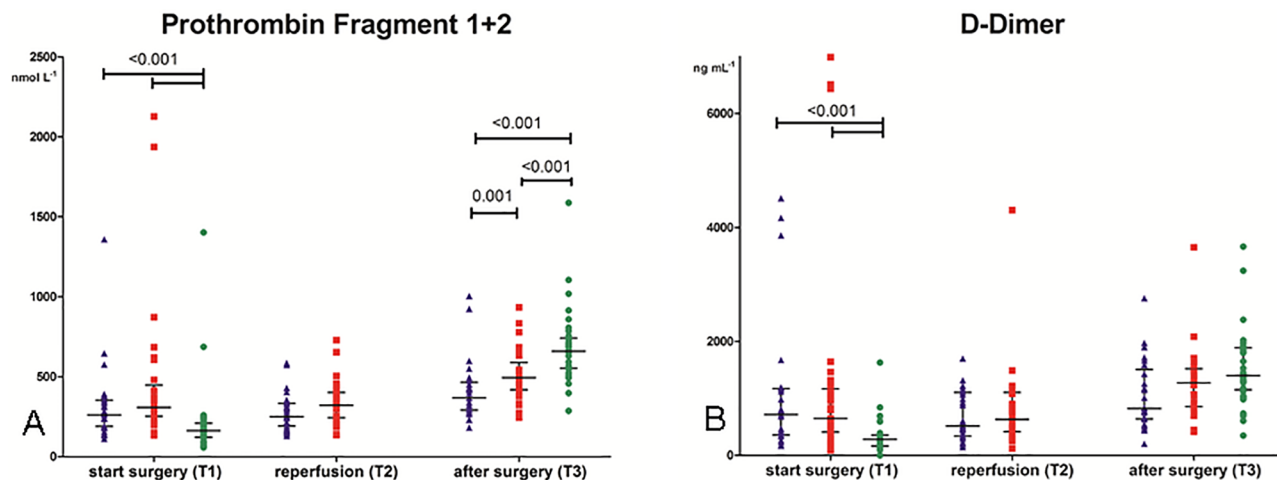 Prothrombin Fragment 1+2
2500
nmol L-1
2000
1500
1000
500
0
<0.001
<0.001
<0.001
0.001
A
start surgery (T1)
reperfusion (T2)
after surgery (T3)
D-Dimer
ng mL-1
6000
4000
2000
0
<0.001
B
start surgery (T1)
reperfusion (T2)
after surgery (T3)